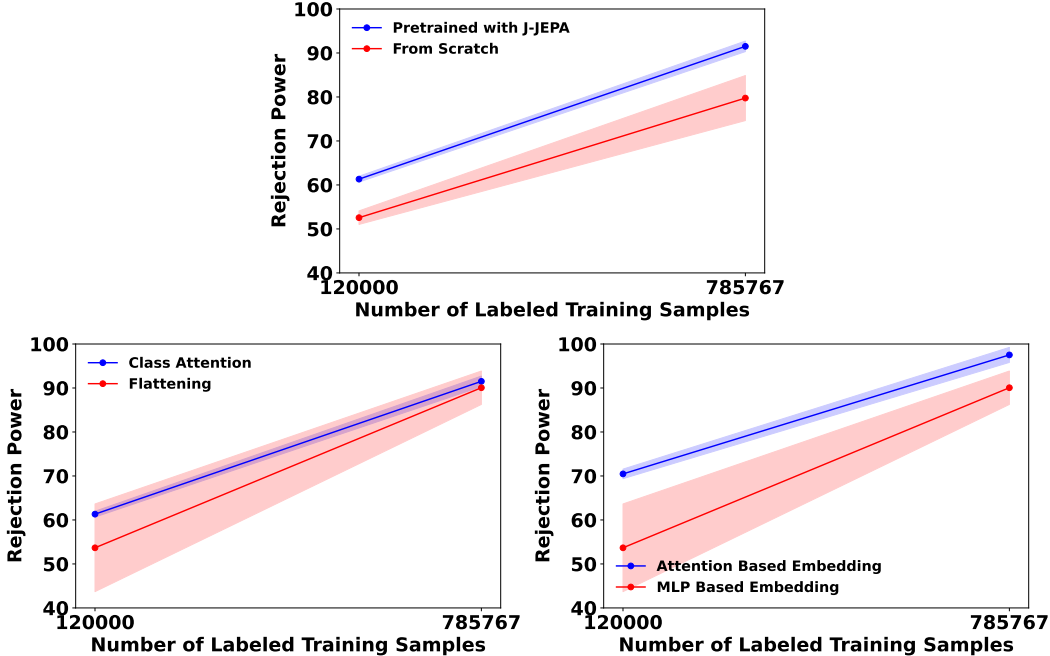 100
90
80
70
60
50
40
Rejection Power
Pretrained with J-JEPA
From Scratch
120000
785767
Number of Labeled Training Samples
100
90
80
70
60
50
40
Rejection Power
Class Attention
Flattening
120000
785767
Number of Labeled Training Samples
100
90
80
70
60
50
40
Rejection Power
Attention Based Embedding
MLP Based Embedding
120000
785767
Number of Labeled Training Samples